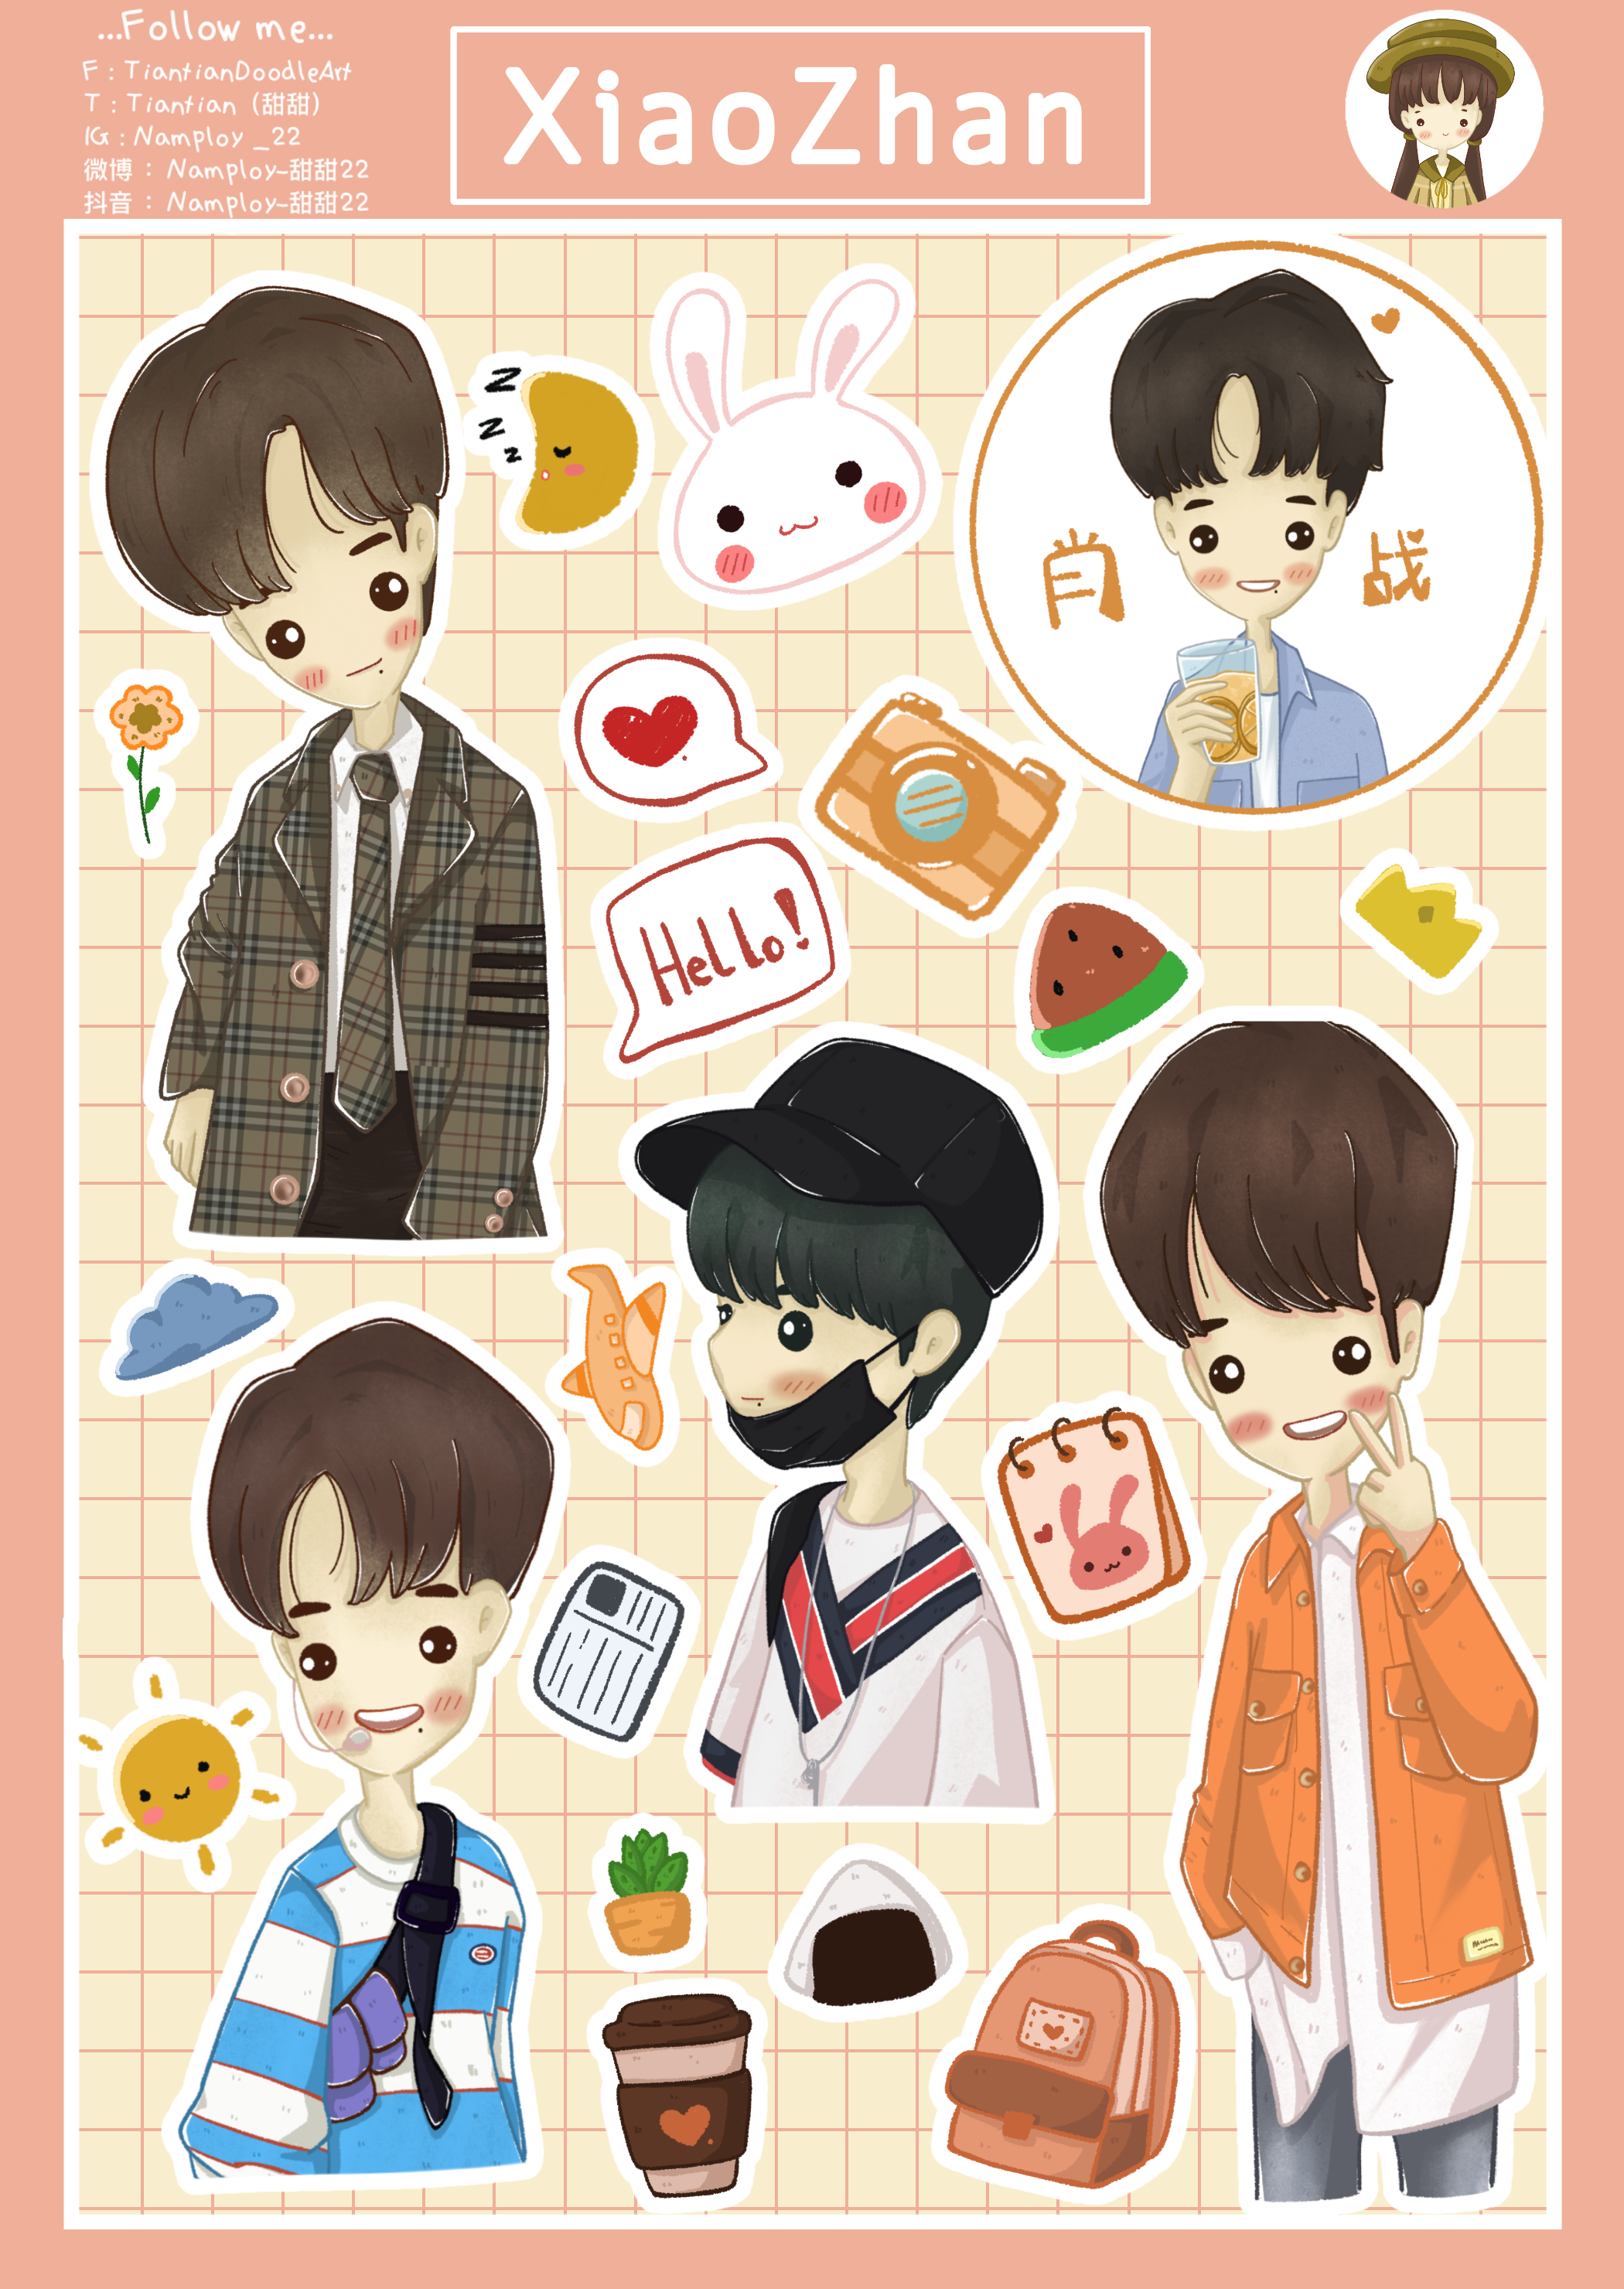 ...Follow me...
F : TiantianDoodleArt
T : Tiantian (甜甜)
IG : Namploy _22
微博 : Namploy-甜甜22
抖音 : Namploy-甜甜22
XiaoZhan
z
z
z
肖 战
Hello!